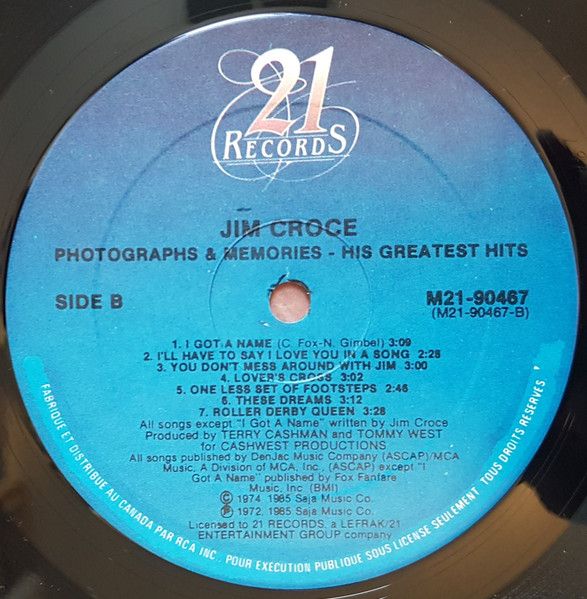 21
RECORDS
JIM CROCE
PHOTOGRAPHS & MEMORIES - HIS GREATEST HITS
SIDE B
M21-90467
(M21-90467-B)
1. I GOT A NAME (C. Fox-N. Gimbel) 3:09
2. I'LL HAVE TO SAY I LOVE YOU IN A SONG 2:28
3. YOU DON'T MESS AROUND WITH JIM 3:00
4. LOVER'S CROSS 3:02
5. ONE LESS SET OF FOOTSTEPS 2:46
6. THESE DREAMS 3:12
7. ROLLER DERBY QUEEN 3:28
All songs except "I Got A Name" written by Jim Croce
Produced by TERRY CASHMAN and TOMMY WEST
for CASHWEST PRODUCTIONS
All songs published by DenJac Music Company (ASCAP)/MCA
Music, A Division of MCA, Inc., (ASCAP) except "I
Got A Name" published by Fox Fanfare
Music, Inc (BMI)
© 1974, 1985 Saja Music Co.
℗ 1972, 1985 Saja Music Co.
Licensed to 21 RECORDS, a LEFRAK/21
ENTERTAINMENT GROUP company
FABRIQUE ET DISTRIBUE AU CANADA PAR RCA INC. POUR EXECUTION PUBLIQUE SOUS LICENSE SEULEMENT TOUS DROITS RESERVES